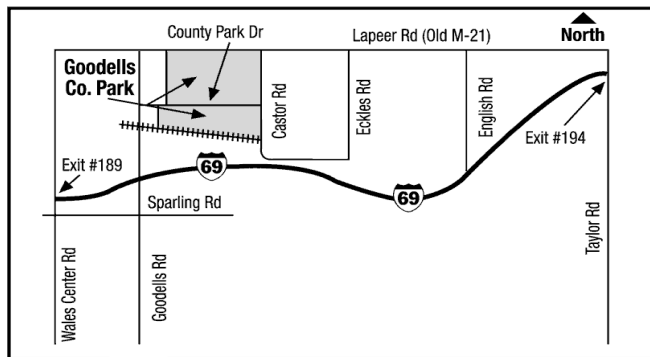 County Park Dr
Lapeer Rd (Old M-21)
North
Goodells
Co. Park
Castor Rd
Eckles Rd
English Rd
Exit #194
Exit #189
69
69
Sparling Rd
Wales Center Rd
Goodells Rd
Taylor Rd